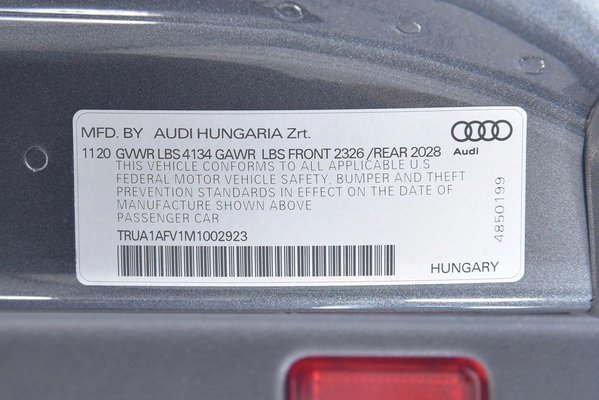 MFD. BY AUDI HUNGARIA Zrt.
1120 GVWR LBS 4134 GAWR LBS FRONT 2326 /REAR 2028
THIS VEHICLE CONFORMS TO ALL APPLICABLE U.S.
FEDERAL MOTOR VEHICLE SAFETY, BUMPER AND THEFT
PREVENTION STANDARDS IN EFFECT ON THE DATE OF
MANUFACTURE SHOWN ABOVE
PASSENGER CAR
TRUA1AFV1M1002923
Audi
4850199
HUNGARY